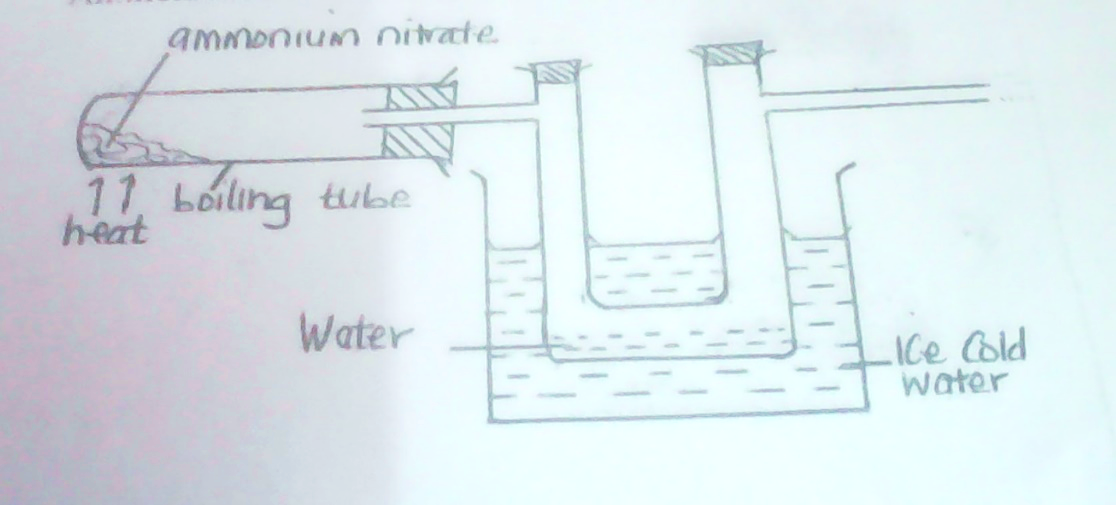 ammonium nitrate
boiling tube
heat
Water
Ice Cold
water